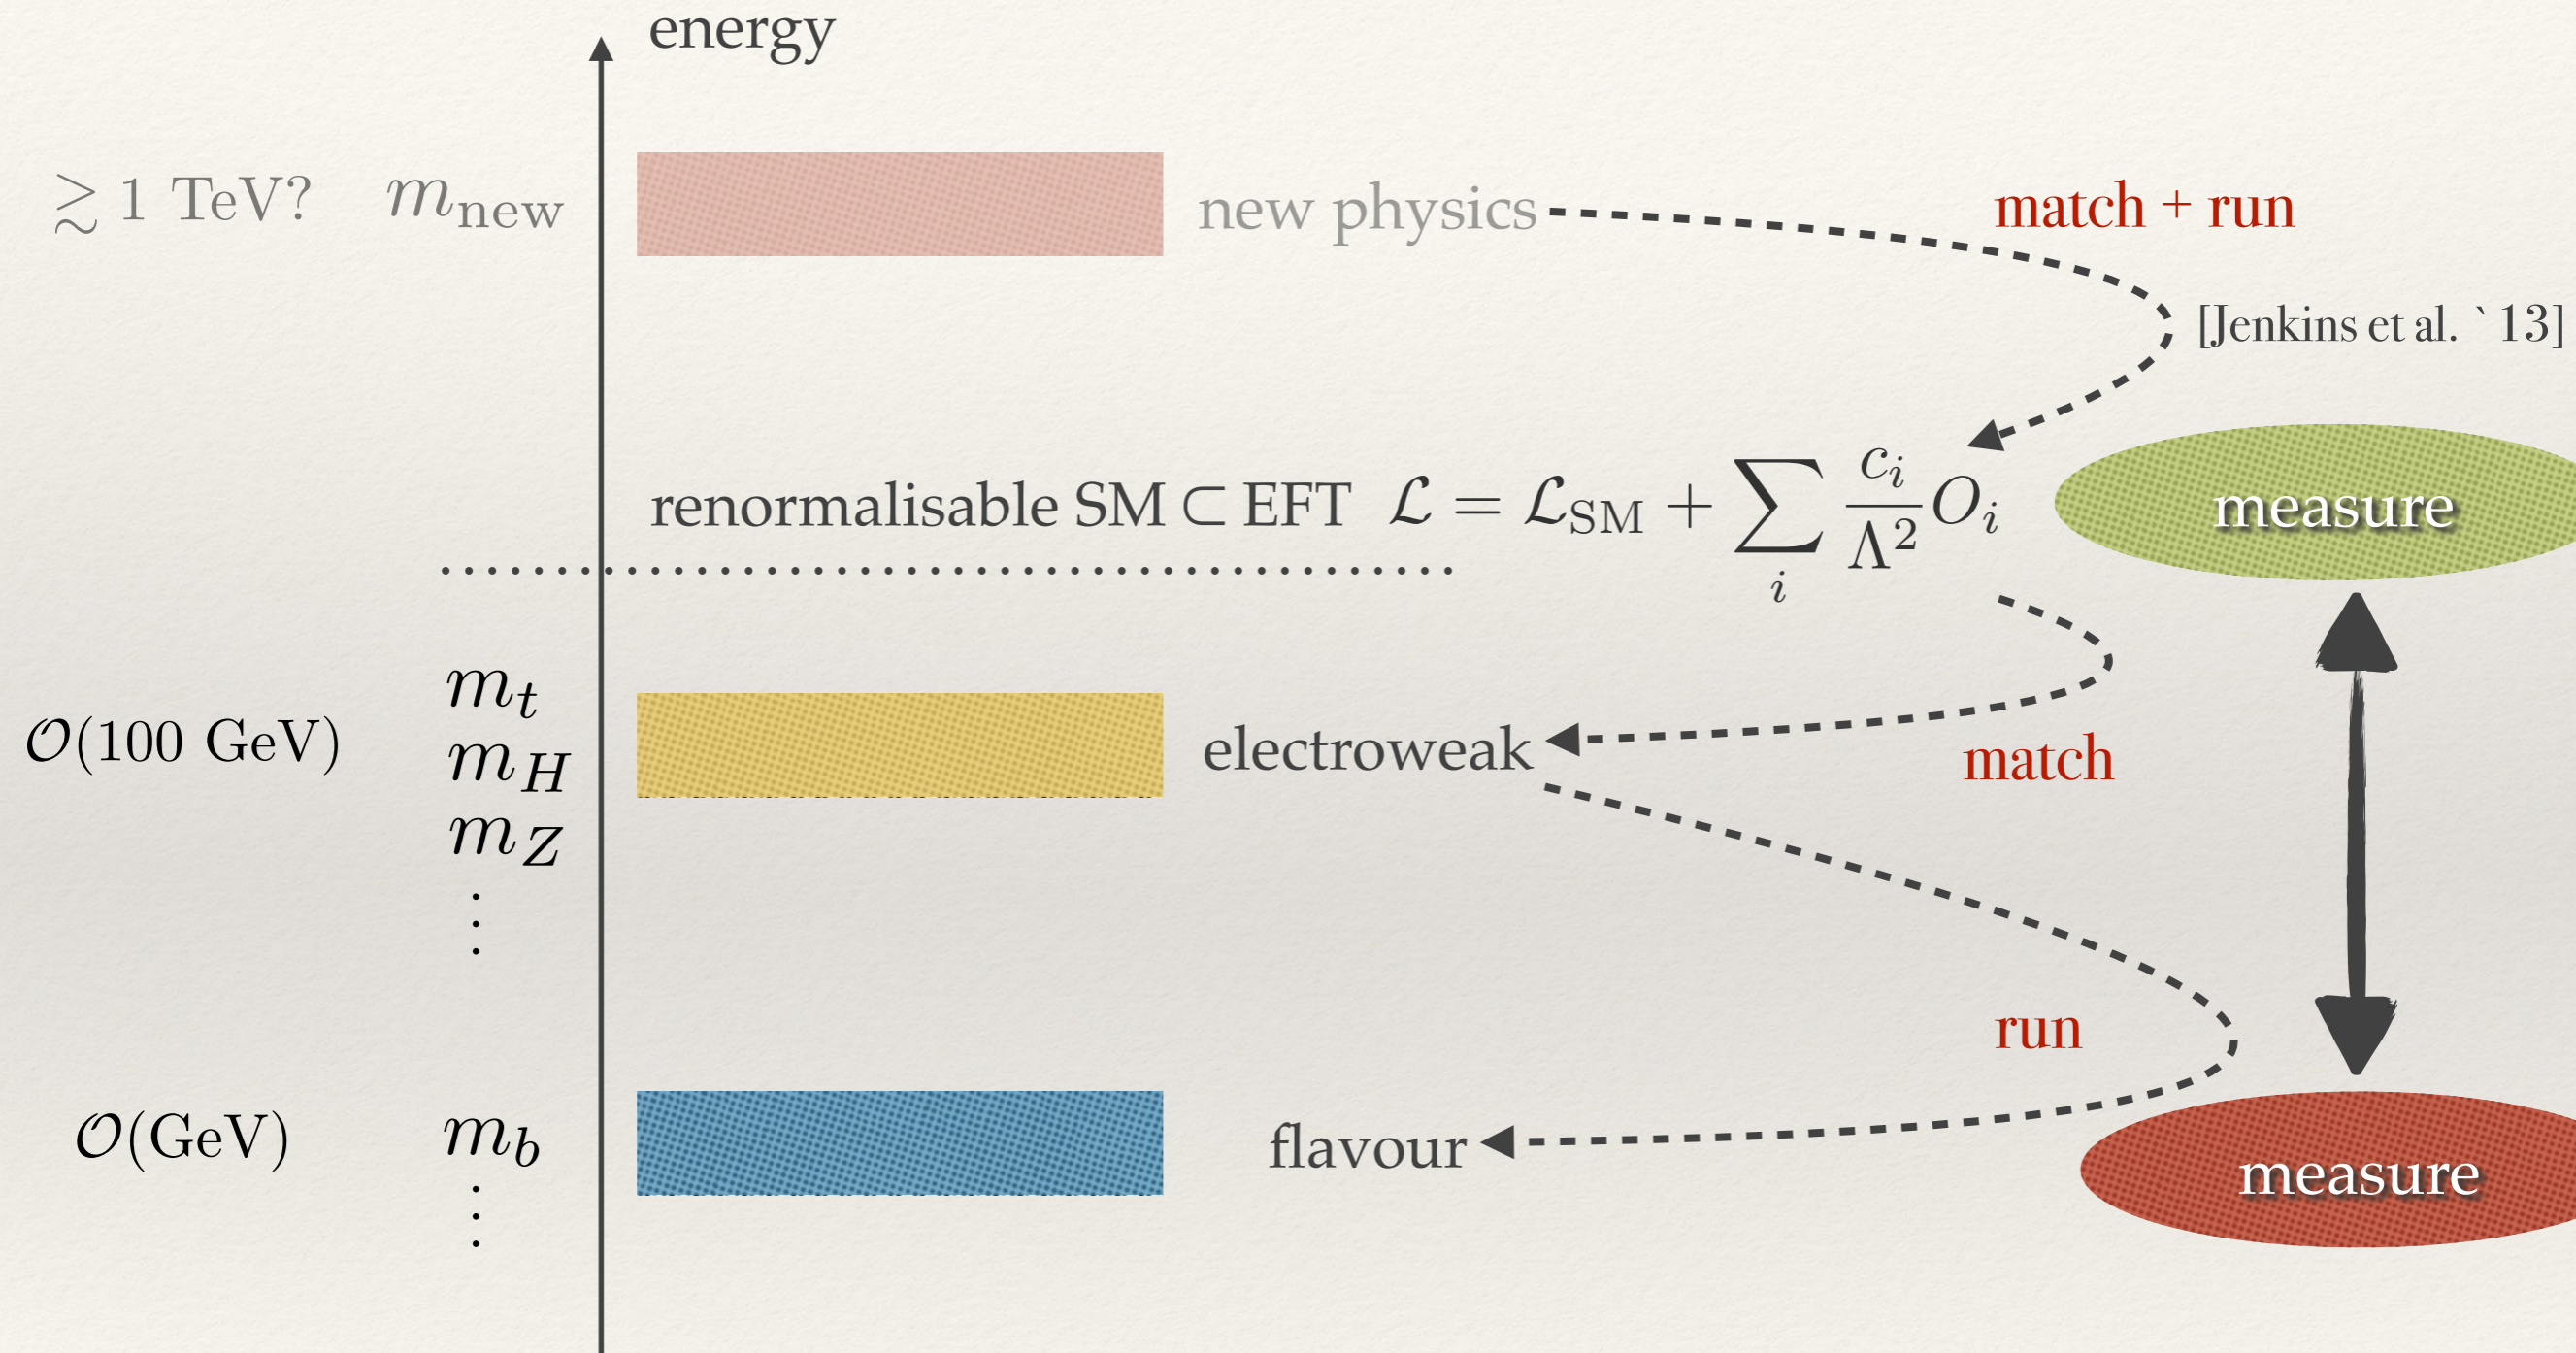 energy
≳ 1 TeV? m_new new physics match + run
[Jenkins et al. `13]
renormalisable SM ⊂ EFT ℒ = ℒ_SM + ∑_i c_i/Λ² O_i measure
m_t
𝒪(100 GeV) m_H electroweak match
m_Z
⋮
run
𝒪(GeV) m_b flavour measure
⋮